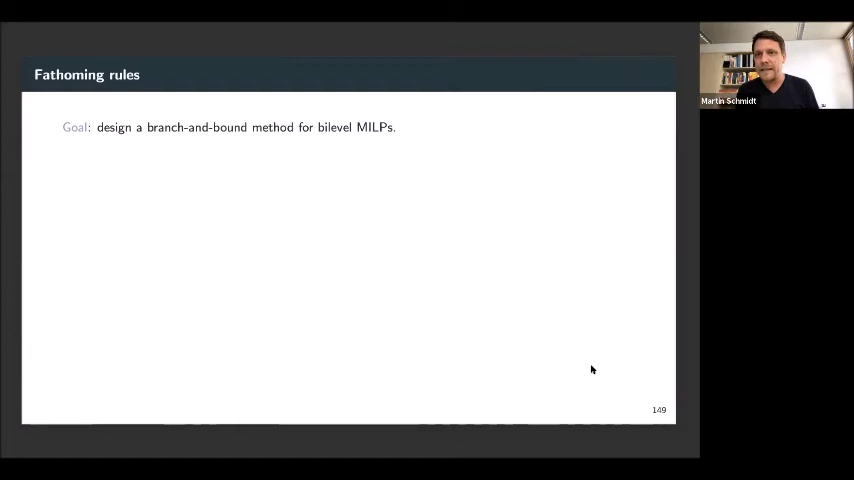 Fathoming rules
Martin Schmidt
Goal: design a branch-and-bound method for bilevel MILPs.
149